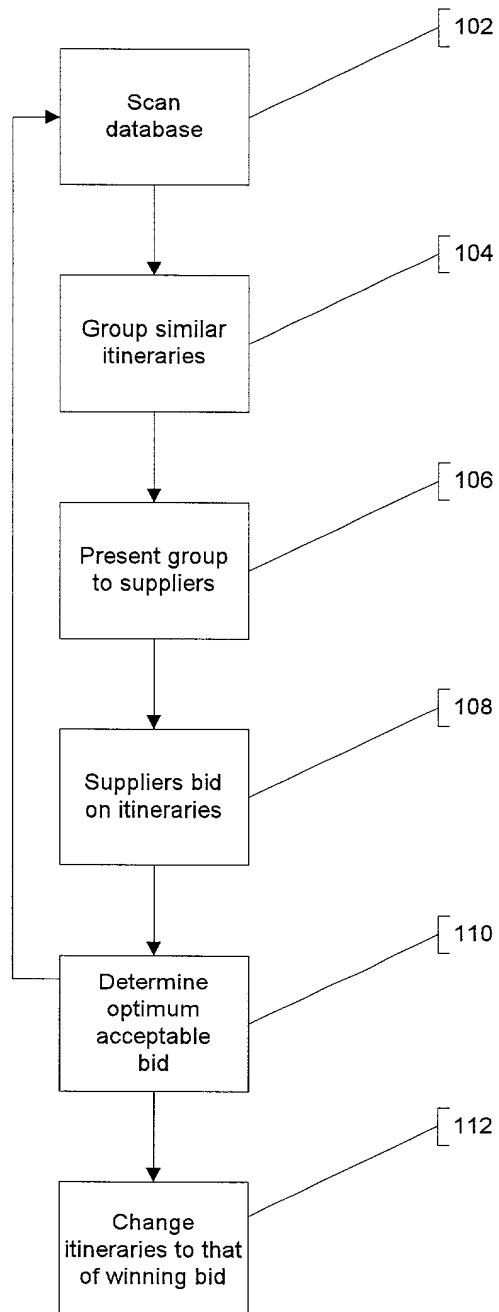 102
Scan
database
104
Group similar
itineraries
106
Present group
to suppliers
108
Suppliers bid
on itineraries
110
Determine
optimum
acceptable
bid
112
Change
itineraries to that
of winning bid